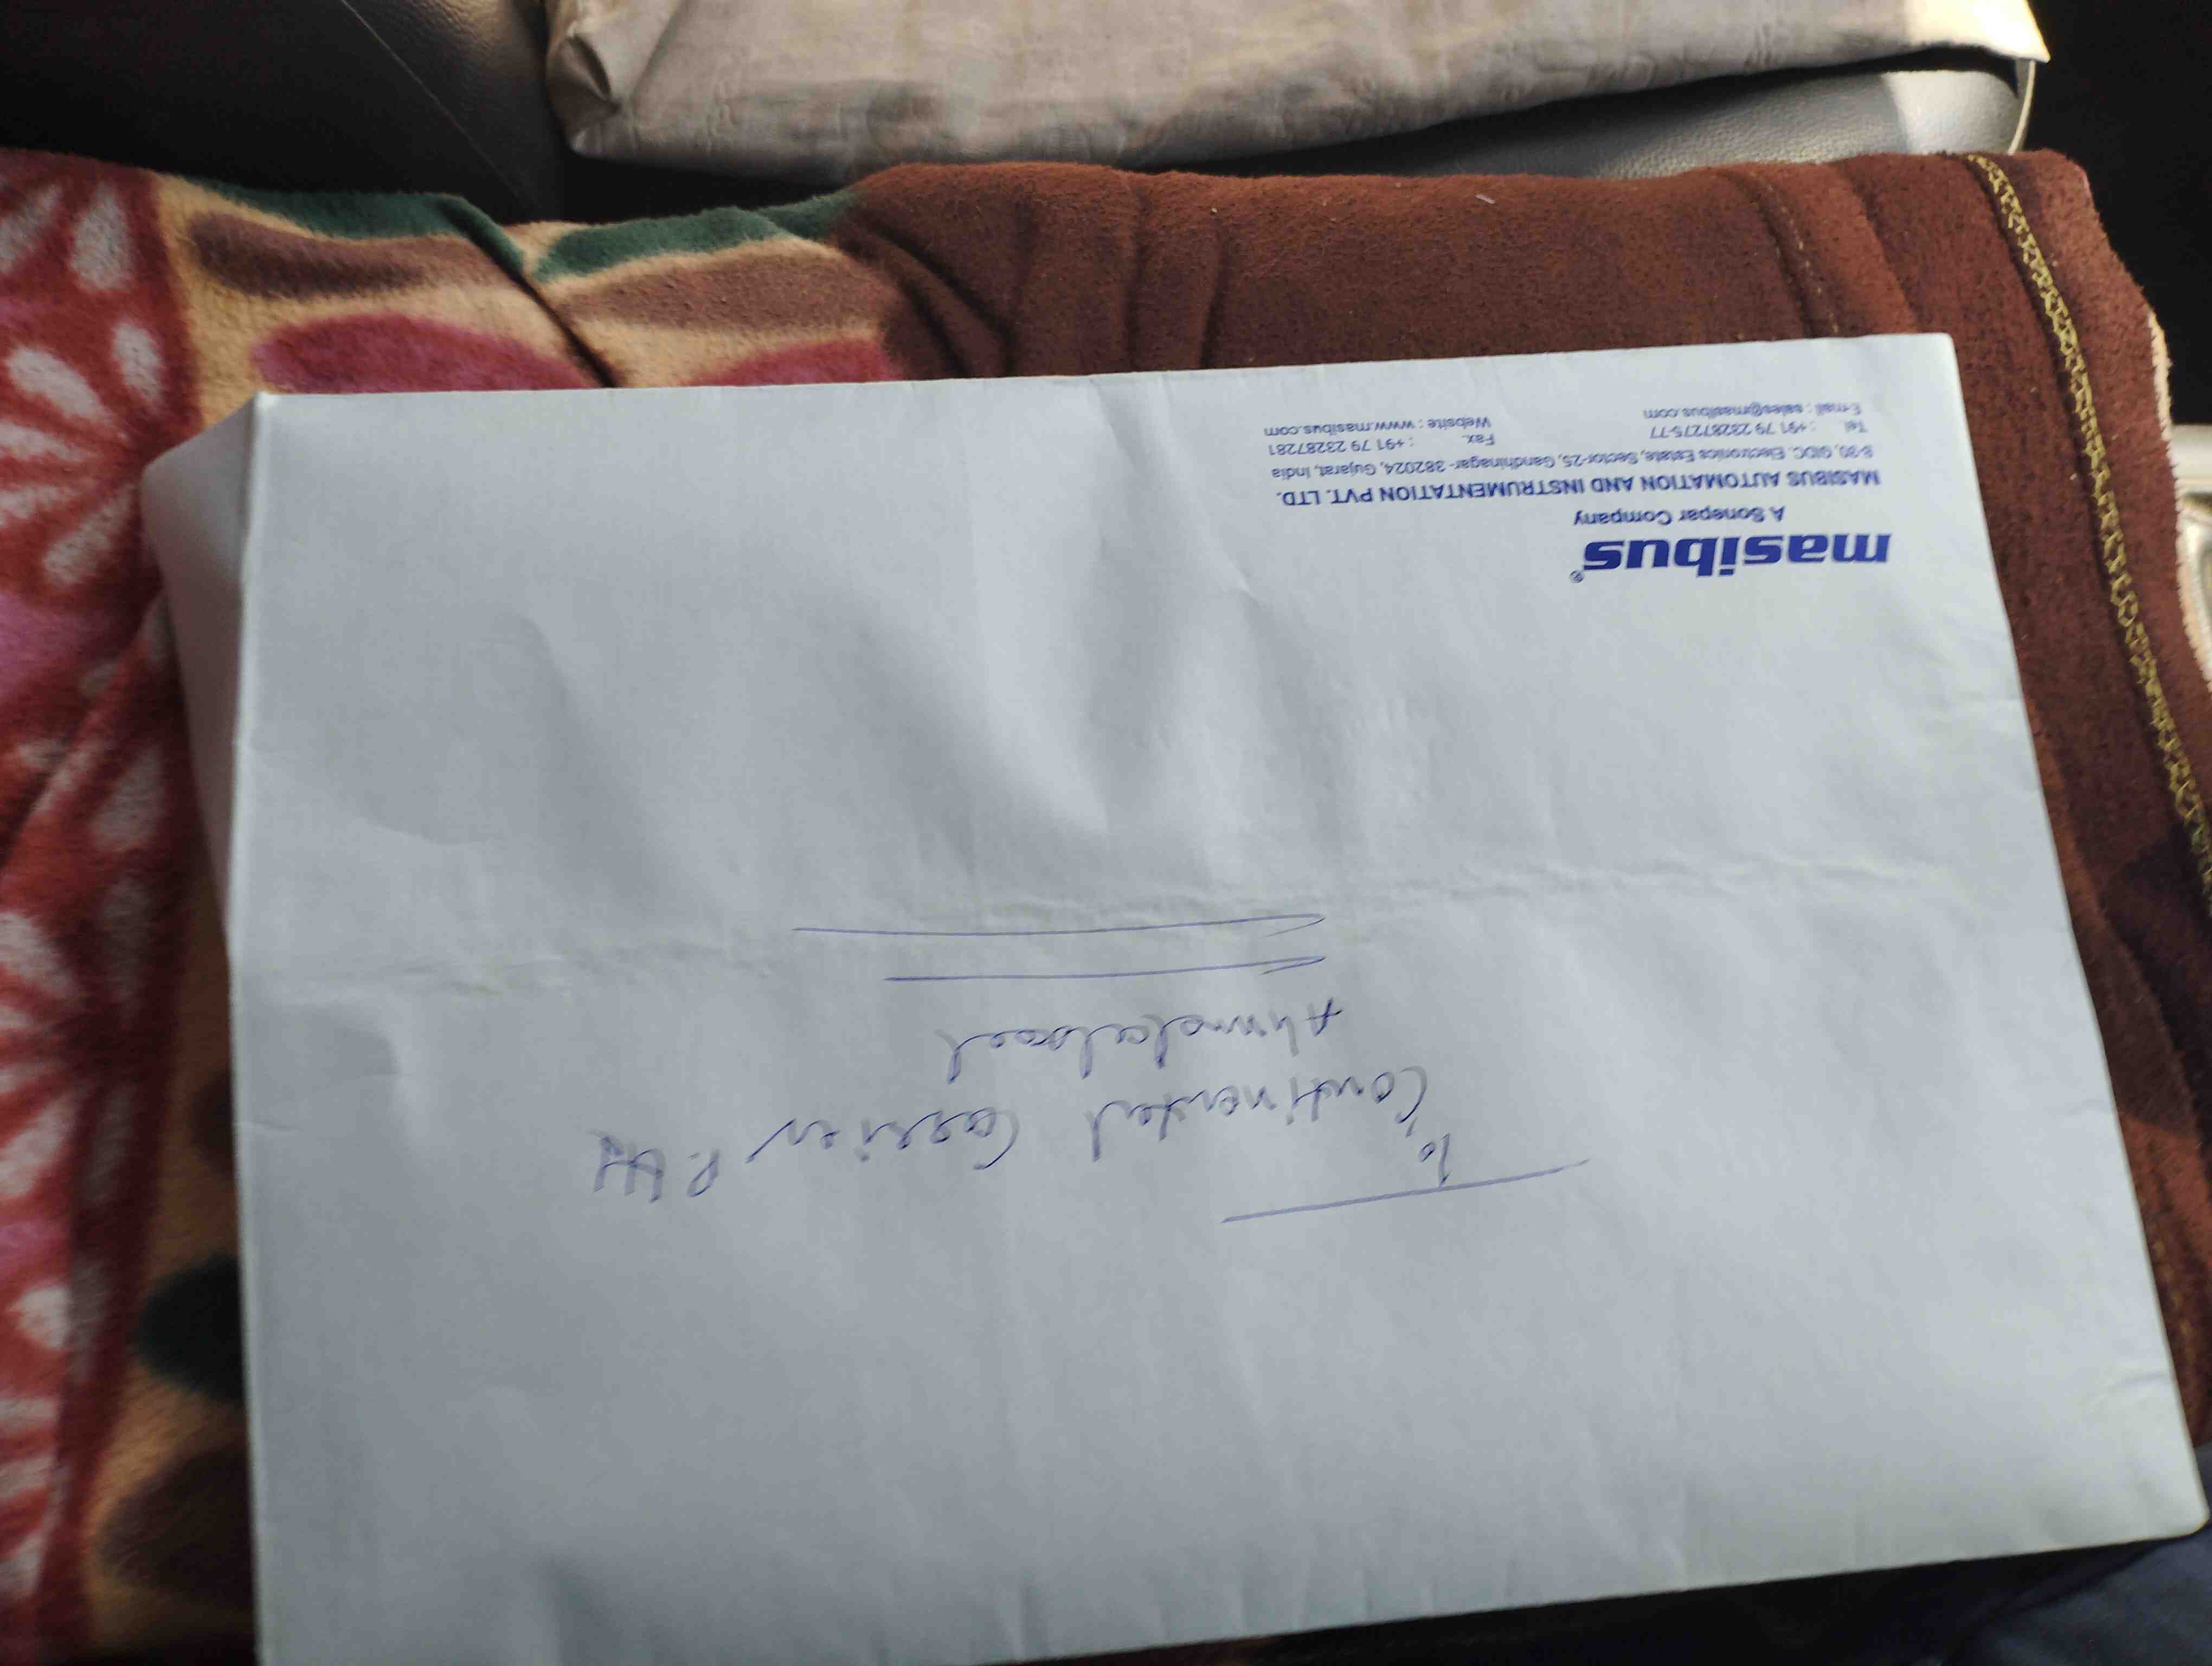 To,
Continental Carriers P. Ltd
Ahmedabad
masibus®
A Sonepar Company
MASIBUS AUTOMATION AND INSTRUMENTATION PVT. LTD.
B-30, GIDC, Electronics Estate, Sector-25, Gandhinagar- 382024, Gujarat, India
Tel. : +91 79 23287275-77 Fax. : +91 79 23287281
E-mail : sales@masibus.com Website : www.masibus.com